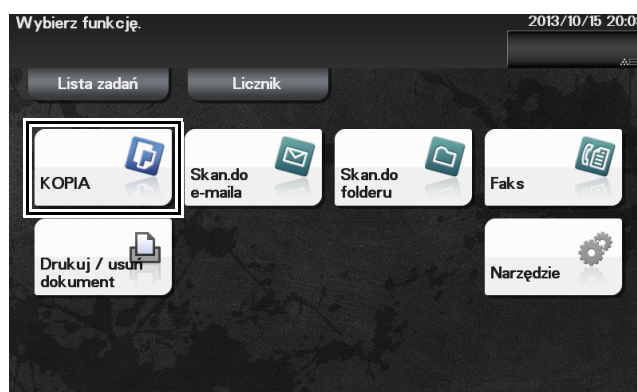 Wybierz funkcję.
2013/10/15 20:03
Lista zadań
Licznik
KOPIA
Skan.do
e-maila
Skan.do
folderu
Faks
Drukuj / usuń
dokument
Narzędzie